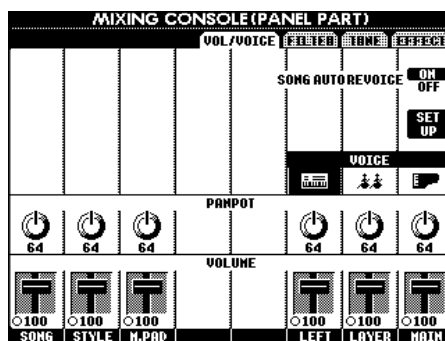 MIXING CONSOLE(PANEL PART)
VOL/VOICE FILTER TUNE EFFECT
SONG AUTO REVOICE ON
OFF
SET
UP
VOICE
PANPOT
64 64 64 64 64 64
VOLUME
100 100 100 100 100 100
SONG STYLE M.PAD LEFT LAYER MAIN